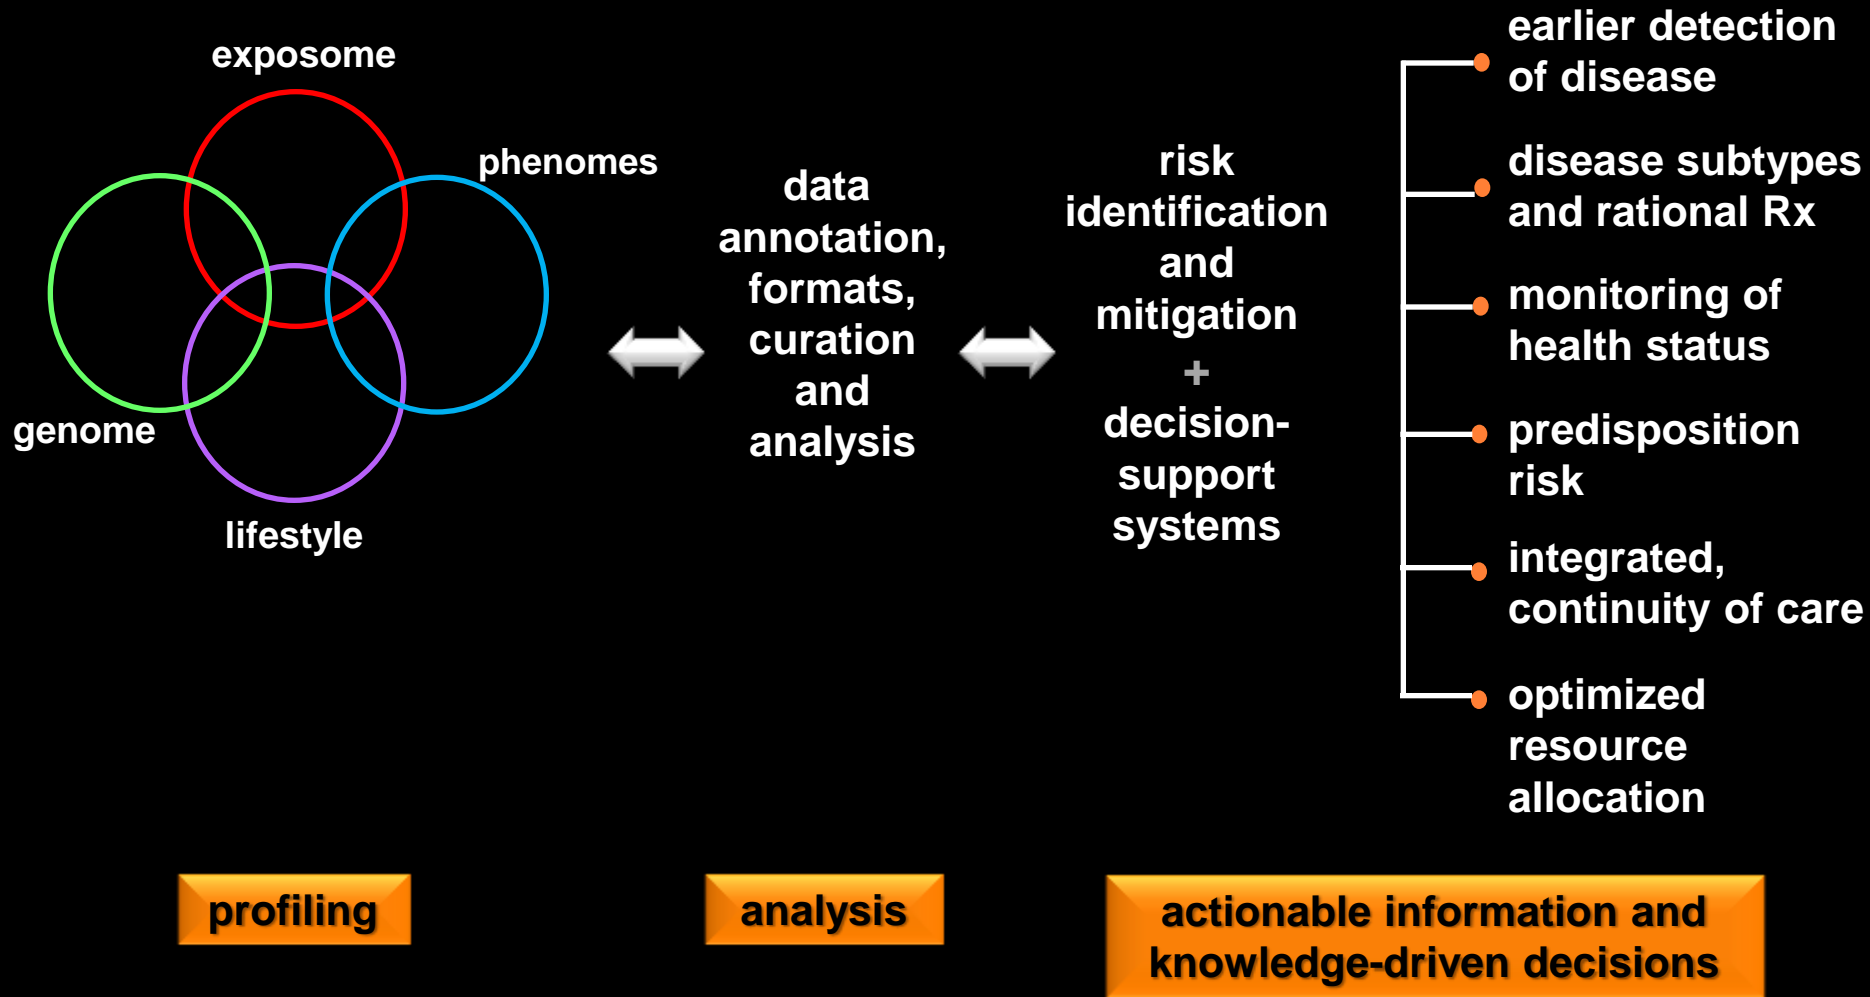 exposome
phenomes
genome
lifestyle
data
annotation,
formats,
curation
and
analysis
risk
identification
and
mitigation
+
decision-
support
systems
earlier detection
of disease
disease subtypes
and rational Rx
monitoring of
health status
predisposition
risk
integrated,
continuity of care
optimized
resource
allocation
profiling
analysis
actionable information and
knowledge-driven decisions